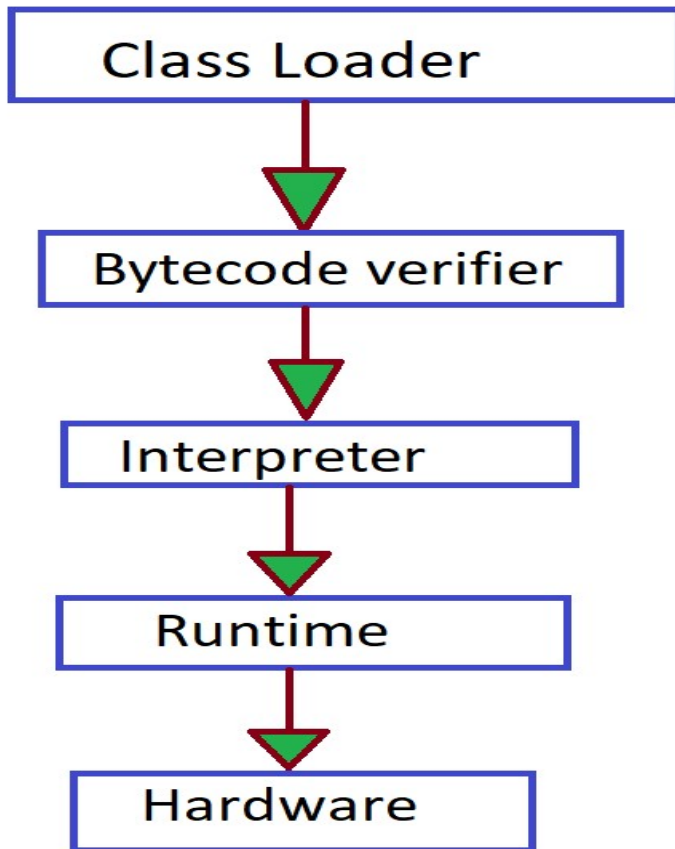 Class Loader
Bytecode verifier
Interpreter
Runtime
Hardware